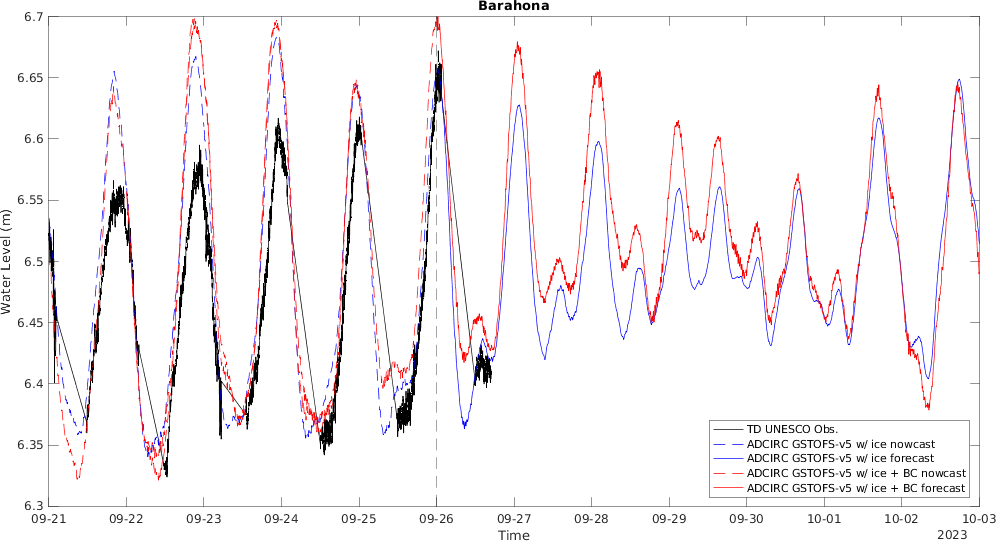 Barahona
6.7
6.65
6.6
6.55
6.5
6.45
6.4
6.35
6.3
Water Level (m)
09-21
09-22
09-23
09-24
09-25
09-26
09-27
09-28
09-29
09-30
10-01
10-02
10-03
Time
2023
TD UNESCO Obs.
ADCIRC GSTOFS-v5 w/ ice nowcast
ADCIRC GSTOFS-v5 w/ ice forecast
ADCIRC GSTOFS-v5 w/ ice + BC nowcast
ADCIRC GSTOFS-v5 w/ ice + BC forecast